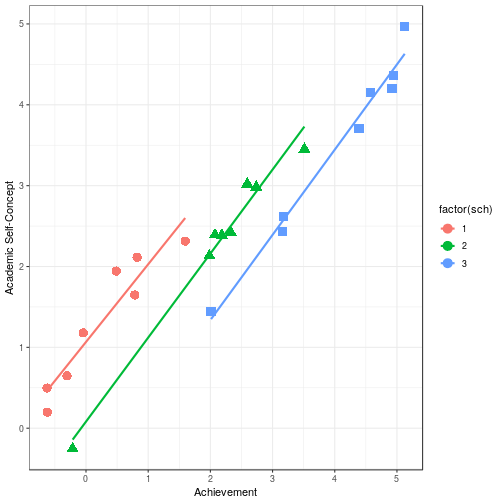 5
4
3
2
1
0
Academic Self-Concept
0 1 2 3 4 5
Achievement
factor(sch)
1
2
3